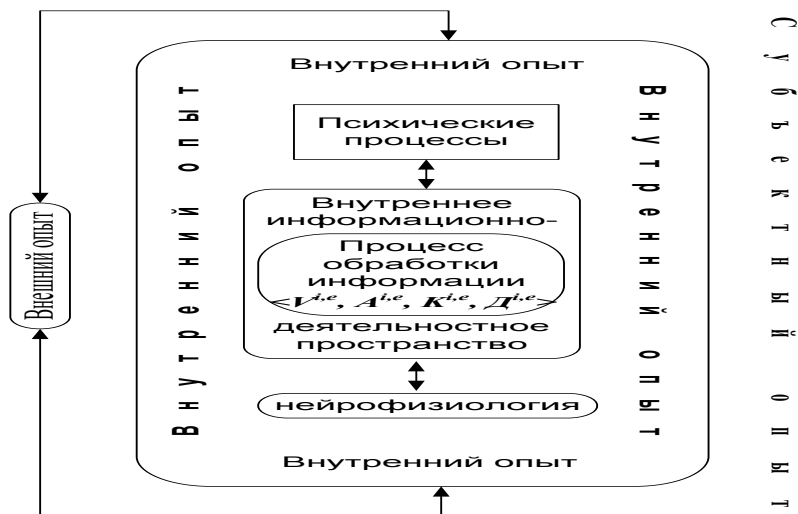 Внутренний опыт
Психические
процессы
Внутреннее
информационно-
Процесс
обработки
информации
<V^i,e, A^i,e, К^i,e, Д^i,e>
деятельностное
пространство
нейрофизиология
Внутренний опыт
Внутренний опыт
Внутренний опыт
Внешний опыт
Субъектный опыт